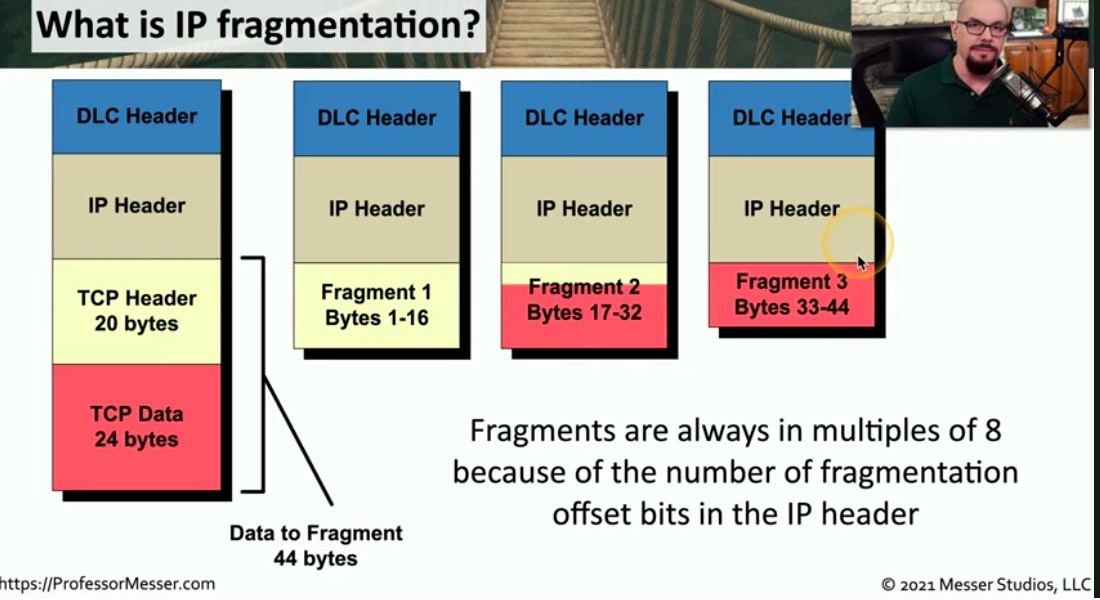 What is IP fragmentation?
DLC Header
IP Header
TCP Header
20 bytes
TCP Data
24 bytes
Data to Fragment
44 bytes
DLC Header
IP Header
Fragment 1
Bytes 1-16
DLC Header
IP Header
Fragment 2
Bytes 17-32
DLC Header
IP Header
Fragment 3
Bytes 33-44
Fragments are always in multiples of 8
because of the number of fragmentation
offset bits in the IP header
https://ProfessorMesser.com
© 2021 Messer Studios, LLC